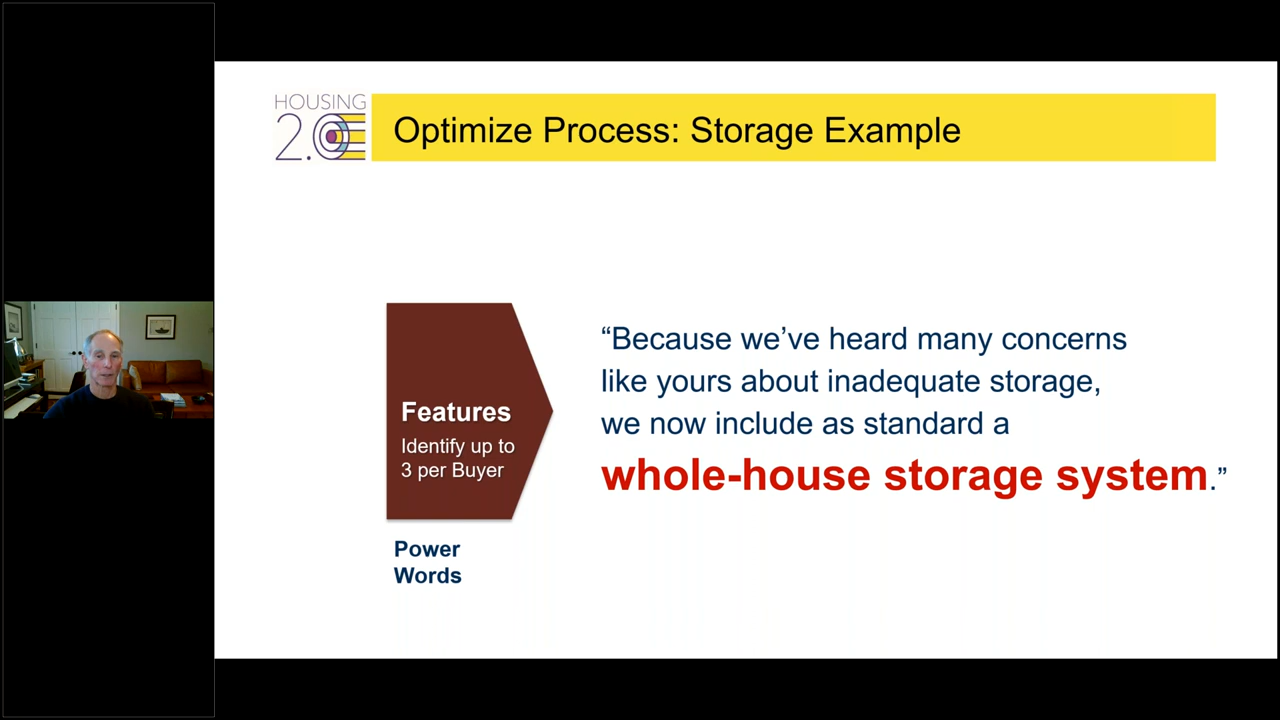 HOUSING
2.0
Optimize Process: Storage Example
Features
Identify up to
3 per Buyer
Power
Words
“Because we’ve heard many concerns
like yours about inadequate storage,
we now include as standard a
whole-house storage system.”